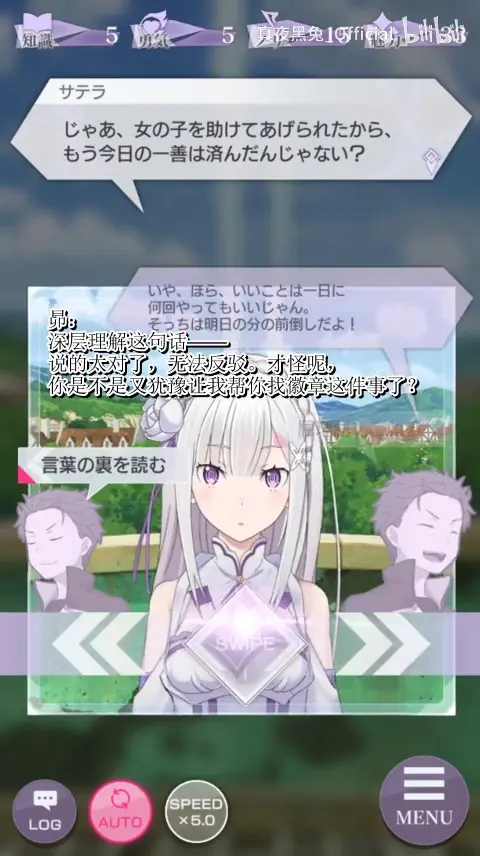 知識 5
勇気 5
真夜黑兔_Official
bilibili
サテラ
じゃあ、女の子を助けてあげられたから、
もう今日の一善は済んだんじゃない?
いや、ほら、いいことは一日に
何回やってもいいじゃん。
そっちは明日の分の前倒しだよ!
昴:
深层理解这句话——
说的太对了,无法反驳。才怪呢。
你是不是又犹豫让我帮你找徽章这件事了?
言葉の裏を読む
SWIPE
LOG
AUTO
SPEED
×5.0
MENU